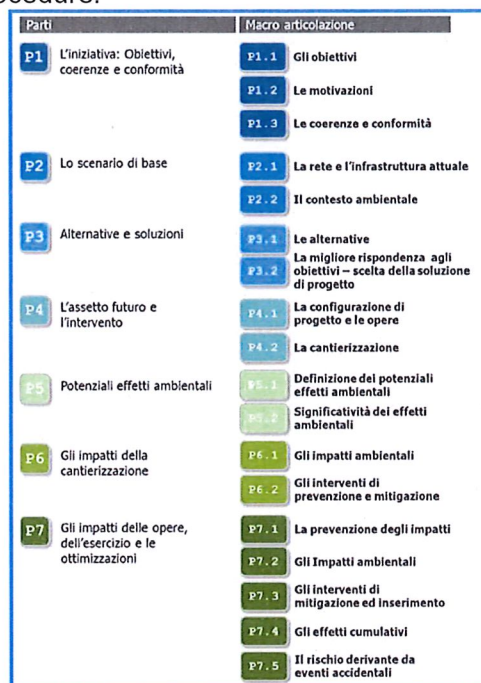 Parti
Macro articolazione
P1
L'iniziativa: Obiettivi,
coerenze e conformità
P1.1
Gli obiettivi
P1.2
Le motivazioni
P1.3
Le coerenze e conformità
P2
Lo scenario di base
P2.1
La rete e l'infrastruttura attuale
P2.2
Il contesto ambientale
P3
Alternative e soluzioni
P3.1
Le alternative
P3.2
La migliore rispondenza agli
obiettivi – scelta della soluzione
di progetto
P4
L'assetto futuro e
l'intervento
P4.1
La configurazione di
progetto e le opere
P4.2
La cantierizzazione
P5
Potenziali effetti ambientali
P5.1
Definizione dei potenziali
effetti ambientali
P5.2
Significatività dei effetti
ambientali
P6
Gli impatti della
cantierizzazione
P6.1
Gli impatti ambientali
P6.2
Gli interventi di
prevenzione e mitigazione
P7
Gli impatti delle opere,
dell'esercizio e le
ottimizzazioni
P7.1
La prevenzione degli impatti
P7.2
Gli Impatti ambientali
P7.3
Gli interventi di
mitigazione ed inserimento
P7.4
Gli effetti cumulativi
P7.5
Il rischio derivante da
eventi accidentali